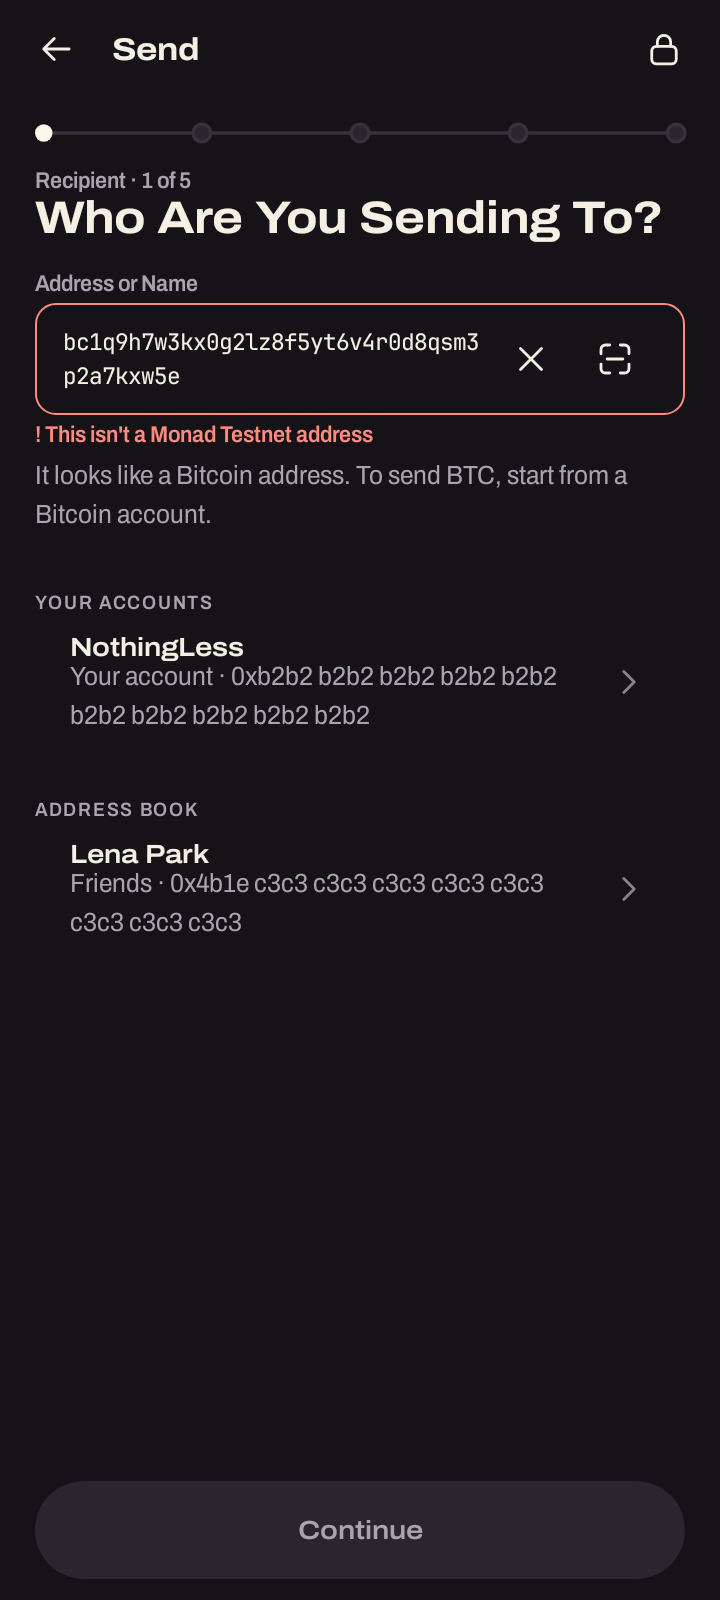 Send
Recipient · 1 of 5
Who Are You Sending To?
Address or Name
bc1q9h7w3kx0g2lz8f5yt6v4r0d8qsm3
p2a7kxw5e
! This isn't a Monad Testnet address
It looks like a Bitcoin address. To send BTC, start from a
Bitcoin account.
YOUR ACCOUNTS
NothingLess
Your account · 0xb2b2 b2b2 b2b2 b2b2 b2b2
b2b2 b2b2 b2b2 b2b2 b2b2
ADDRESS BOOK
Lena Park
Friends · 0x4b1e c3c3 c3c3 c3c3 c3c3 c3c3
c3c3 c3c3 c3c3
Continue